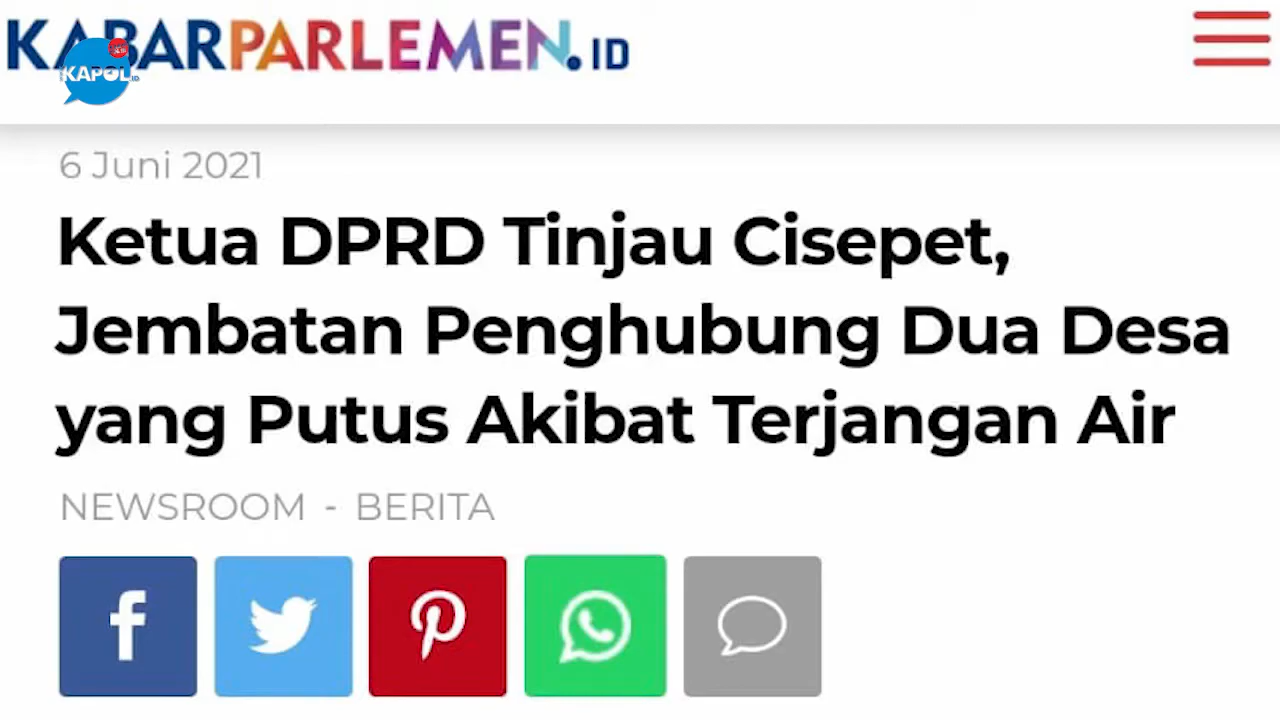 KABARPARLEMEN.ID
KAPOL.ID
6 Juni 2021
Ketua DPRD Tinjau Cisepet,
Jembatan Penghubung Dua Desa
yang Putus Akibat Terjangan Air
NEWSROOM - BERITA